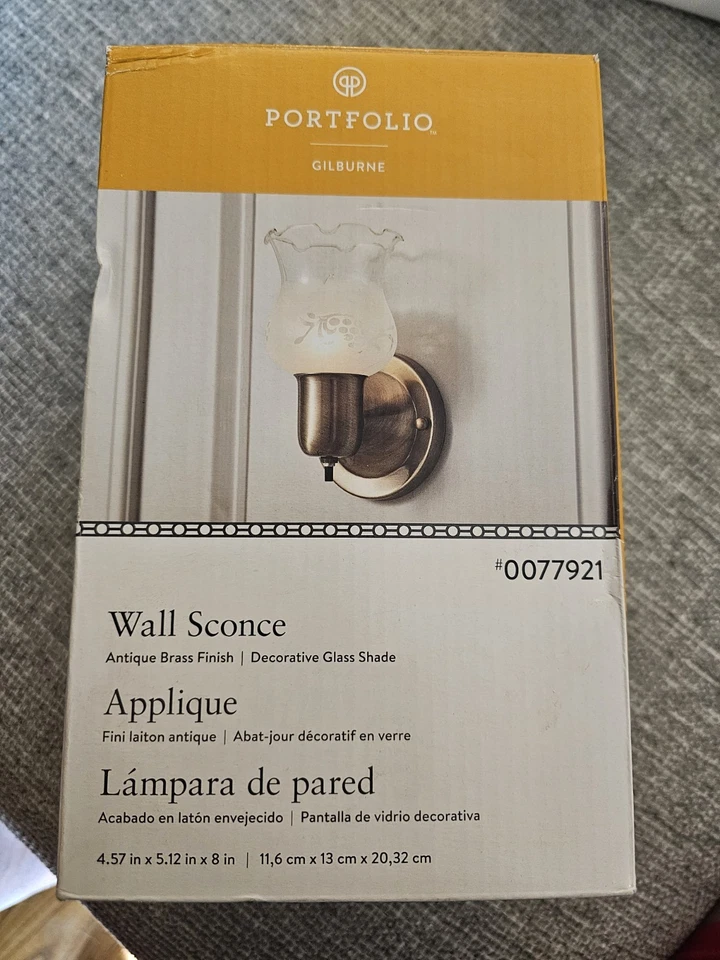 PORTFOLIO™
GILBURNE
#0077921
Wall Sconce
Antique Brass Finish | Decorative Glass Shade
Applique
Fini laiton antique | Abat-jour décoratif en verre
Lámpara de pared
Acabado en latón envejecido | Pantalla de vidrio decorativa
4.57 in x 5.12 in x 8 in | 11,6 cm x 13 cm x 20,32 cm